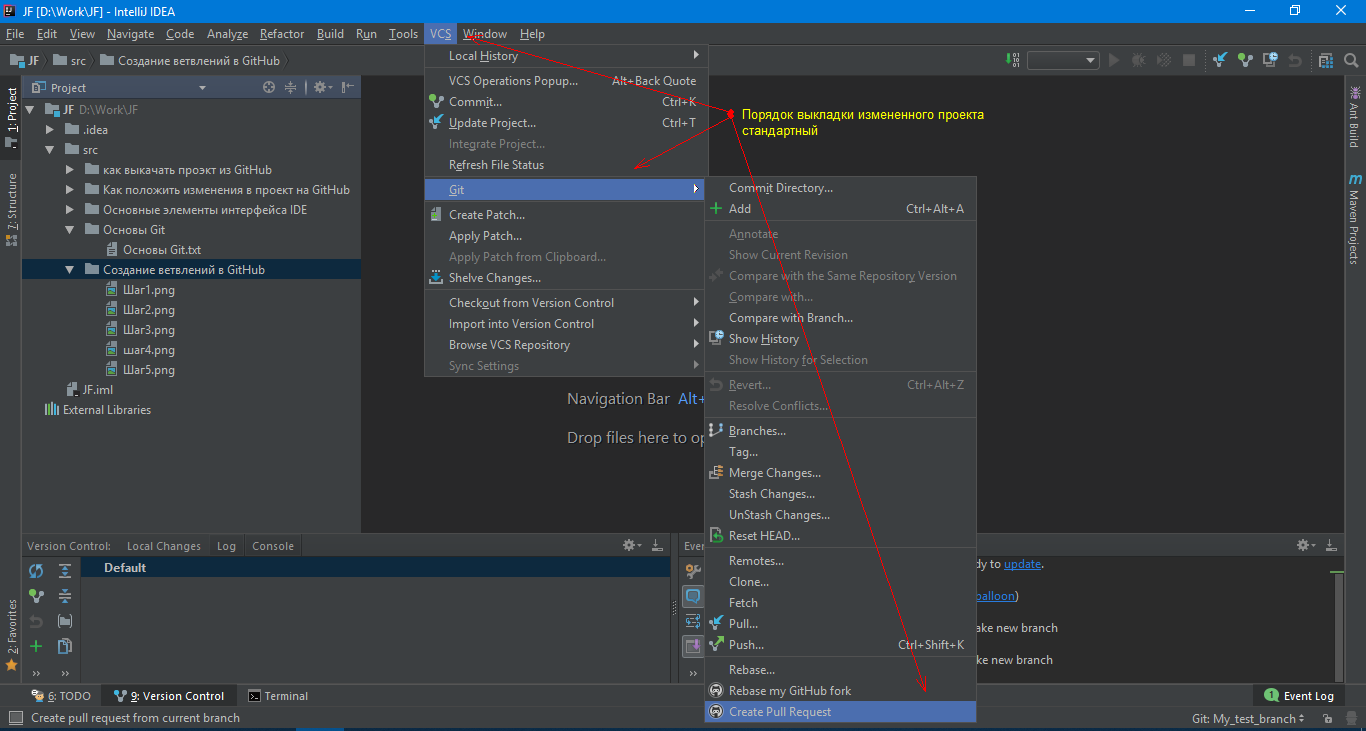 JF [D:\Work\JF] - IntelliJ IDEA
File Edit View Navigate Code Analyze Refactor Build Run Tools VCS Window Help
JF src Создание ветвлений в GitHub
1: Project
7: Structure
2: Favorites
Project
JF D:\Work\JF
.idea
src
как выкачать проэкт из GitHub
Как положить изменения в проект на GitHub
Основные элементы интерфейса IDE
Основы Git
Основы Git.txt
Создание ветвлений в GitHub
Шаг1.png
Шаг2.png
Шаг3.png
шаг4.png
Шаг5.png
JF.iml
External Libraries
Local History
VCS Operations Popup... Alt+Back Quote
Commit... Ctrl+K
Update Project... Ctrl+T
Integrate Project...
Refresh File Status
Git
Create Patch...
Apply Patch...
Apply Patch from Clipboard...
Shelve Changes...
Checkout from Version Control
Import into Version Control
Browse VCS Repository
Sync Settings
Порядок выкладки измененного проекта
стандартный
Commit Directory...
Add Ctrl+Alt+A
Annotate
Show Current Revision
Compare with the Same Repository Version
Compare with...
Compare with Branch...
Show History
Show History for Selection
Revert... Ctrl+Alt+Z
Resolve Conflicts...
Branches...
Tag...
Merge Changes...
Stash Changes...
UnStash Changes...
Reset HEAD...
Remotes...
Clone...
Fetch
Pull...
Push... Ctrl+Shift+K
Rebase...
Rebase my GitHub fork
Create Pull Request
Navigation Bar Alt+
Drop files here to op
Ant Build
m Maven Projects
Version Control: Local Changes Log Console
Default
Even
dy to update.
balloon)
ake new branch
ke new branch
6: TODO 9: Version Control Terminal 1 Event Log
Create pull request from current branch Git: My_test_branch